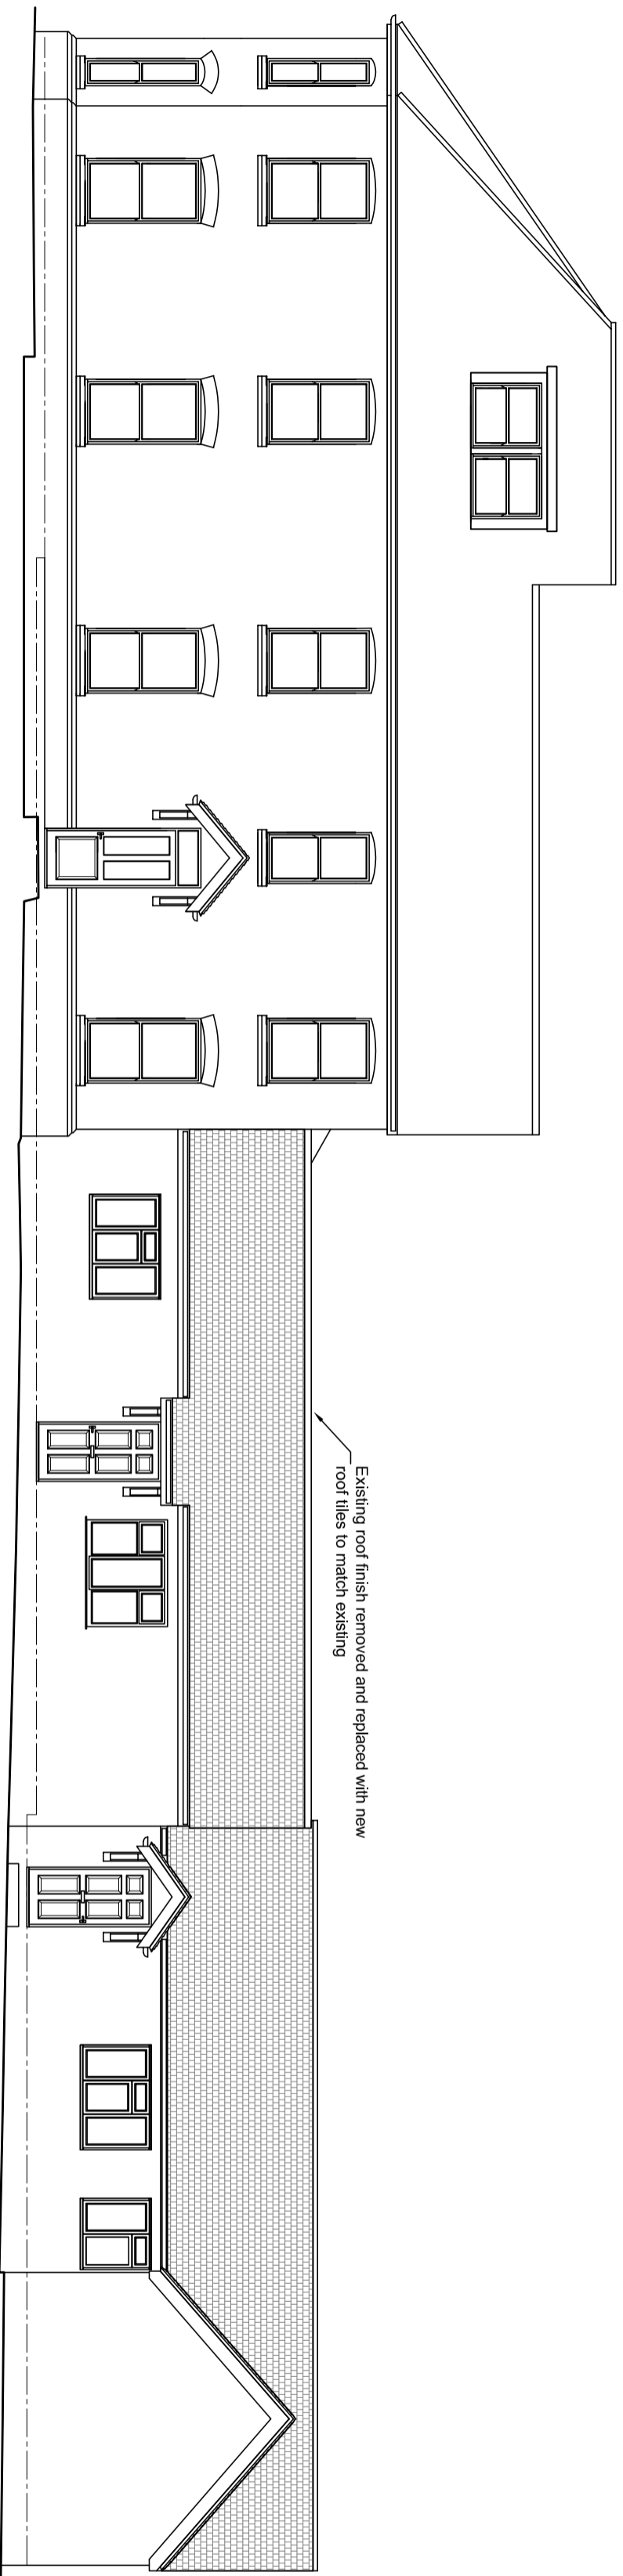 Existing roof finish removed and replaced with new
roof tiles to match existing